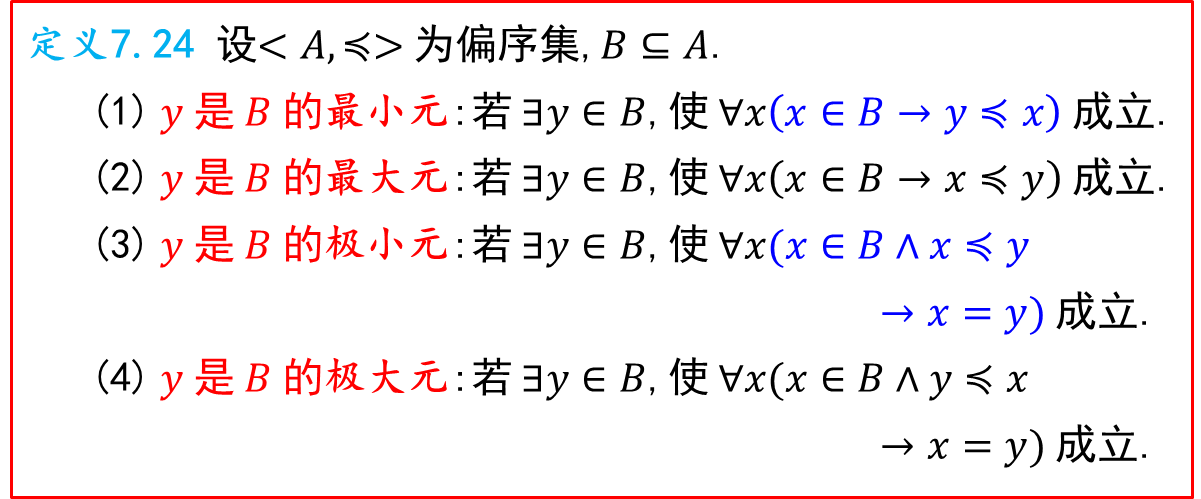 定义7.24 设< A,≼> 为偏序集, B ⊆ A.
(1) y 是 B 的最小元:若 ∃y ∈ B, 使 ∀x(x ∈ B → y ≼ x) 成立.
(2) y 是 B 的最大元:若 ∃y ∈ B, 使 ∀x(x ∈ B → x ≼ y) 成立.
(3) y 是 B 的极小元:若 ∃y ∈ B, 使 ∀x(x ∈ B ∧ x ≼ y
→ x = y) 成立.
(4) y 是 B 的极大元:若 ∃y ∈ B, 使 ∀x(x ∈ B ∧ y ≼ x
→ x = y) 成立.